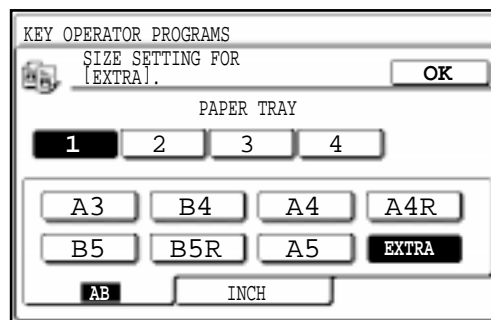 KEY OPERATOR PROGRAMS
SIZE SETTING FOR
[EXTRA].
OK
PAPER TRAY
1 2 3 4
A3 B4 A4 A4R
B5 B5R A5 EXTRA
AB INCH